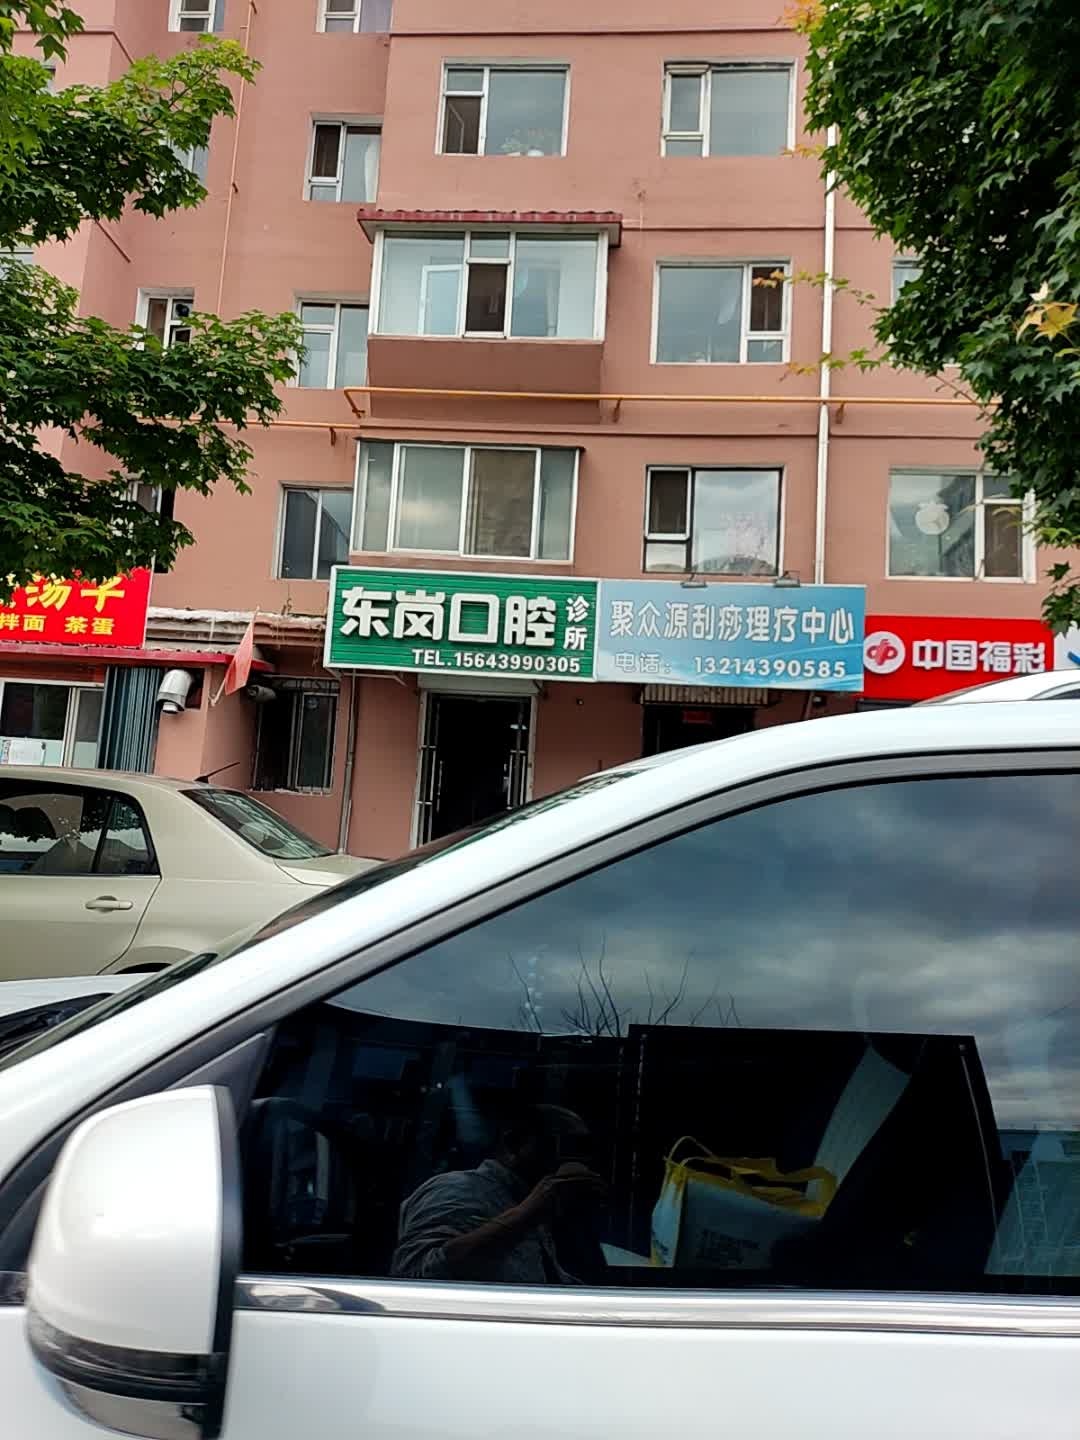 汤子
拌面 茶蛋
东岗口腔诊所
TEL.15643990305
聚众源刮痧理疗中心
电话： 13214390585
中国福彩